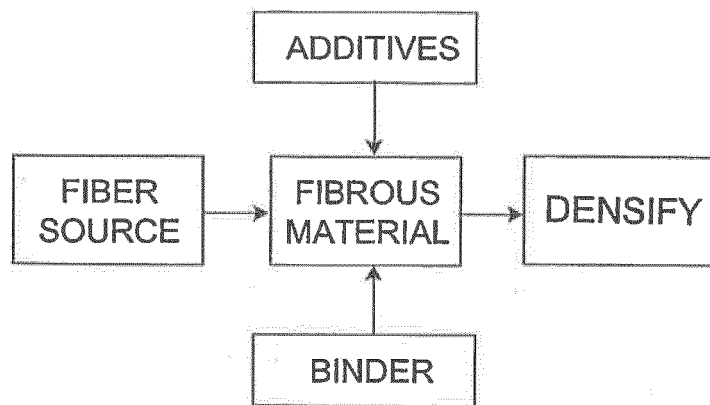 ADDITIVES
FIBER
SOURCE
FIBROUS
MATERIAL
DENSIFY
BINDER